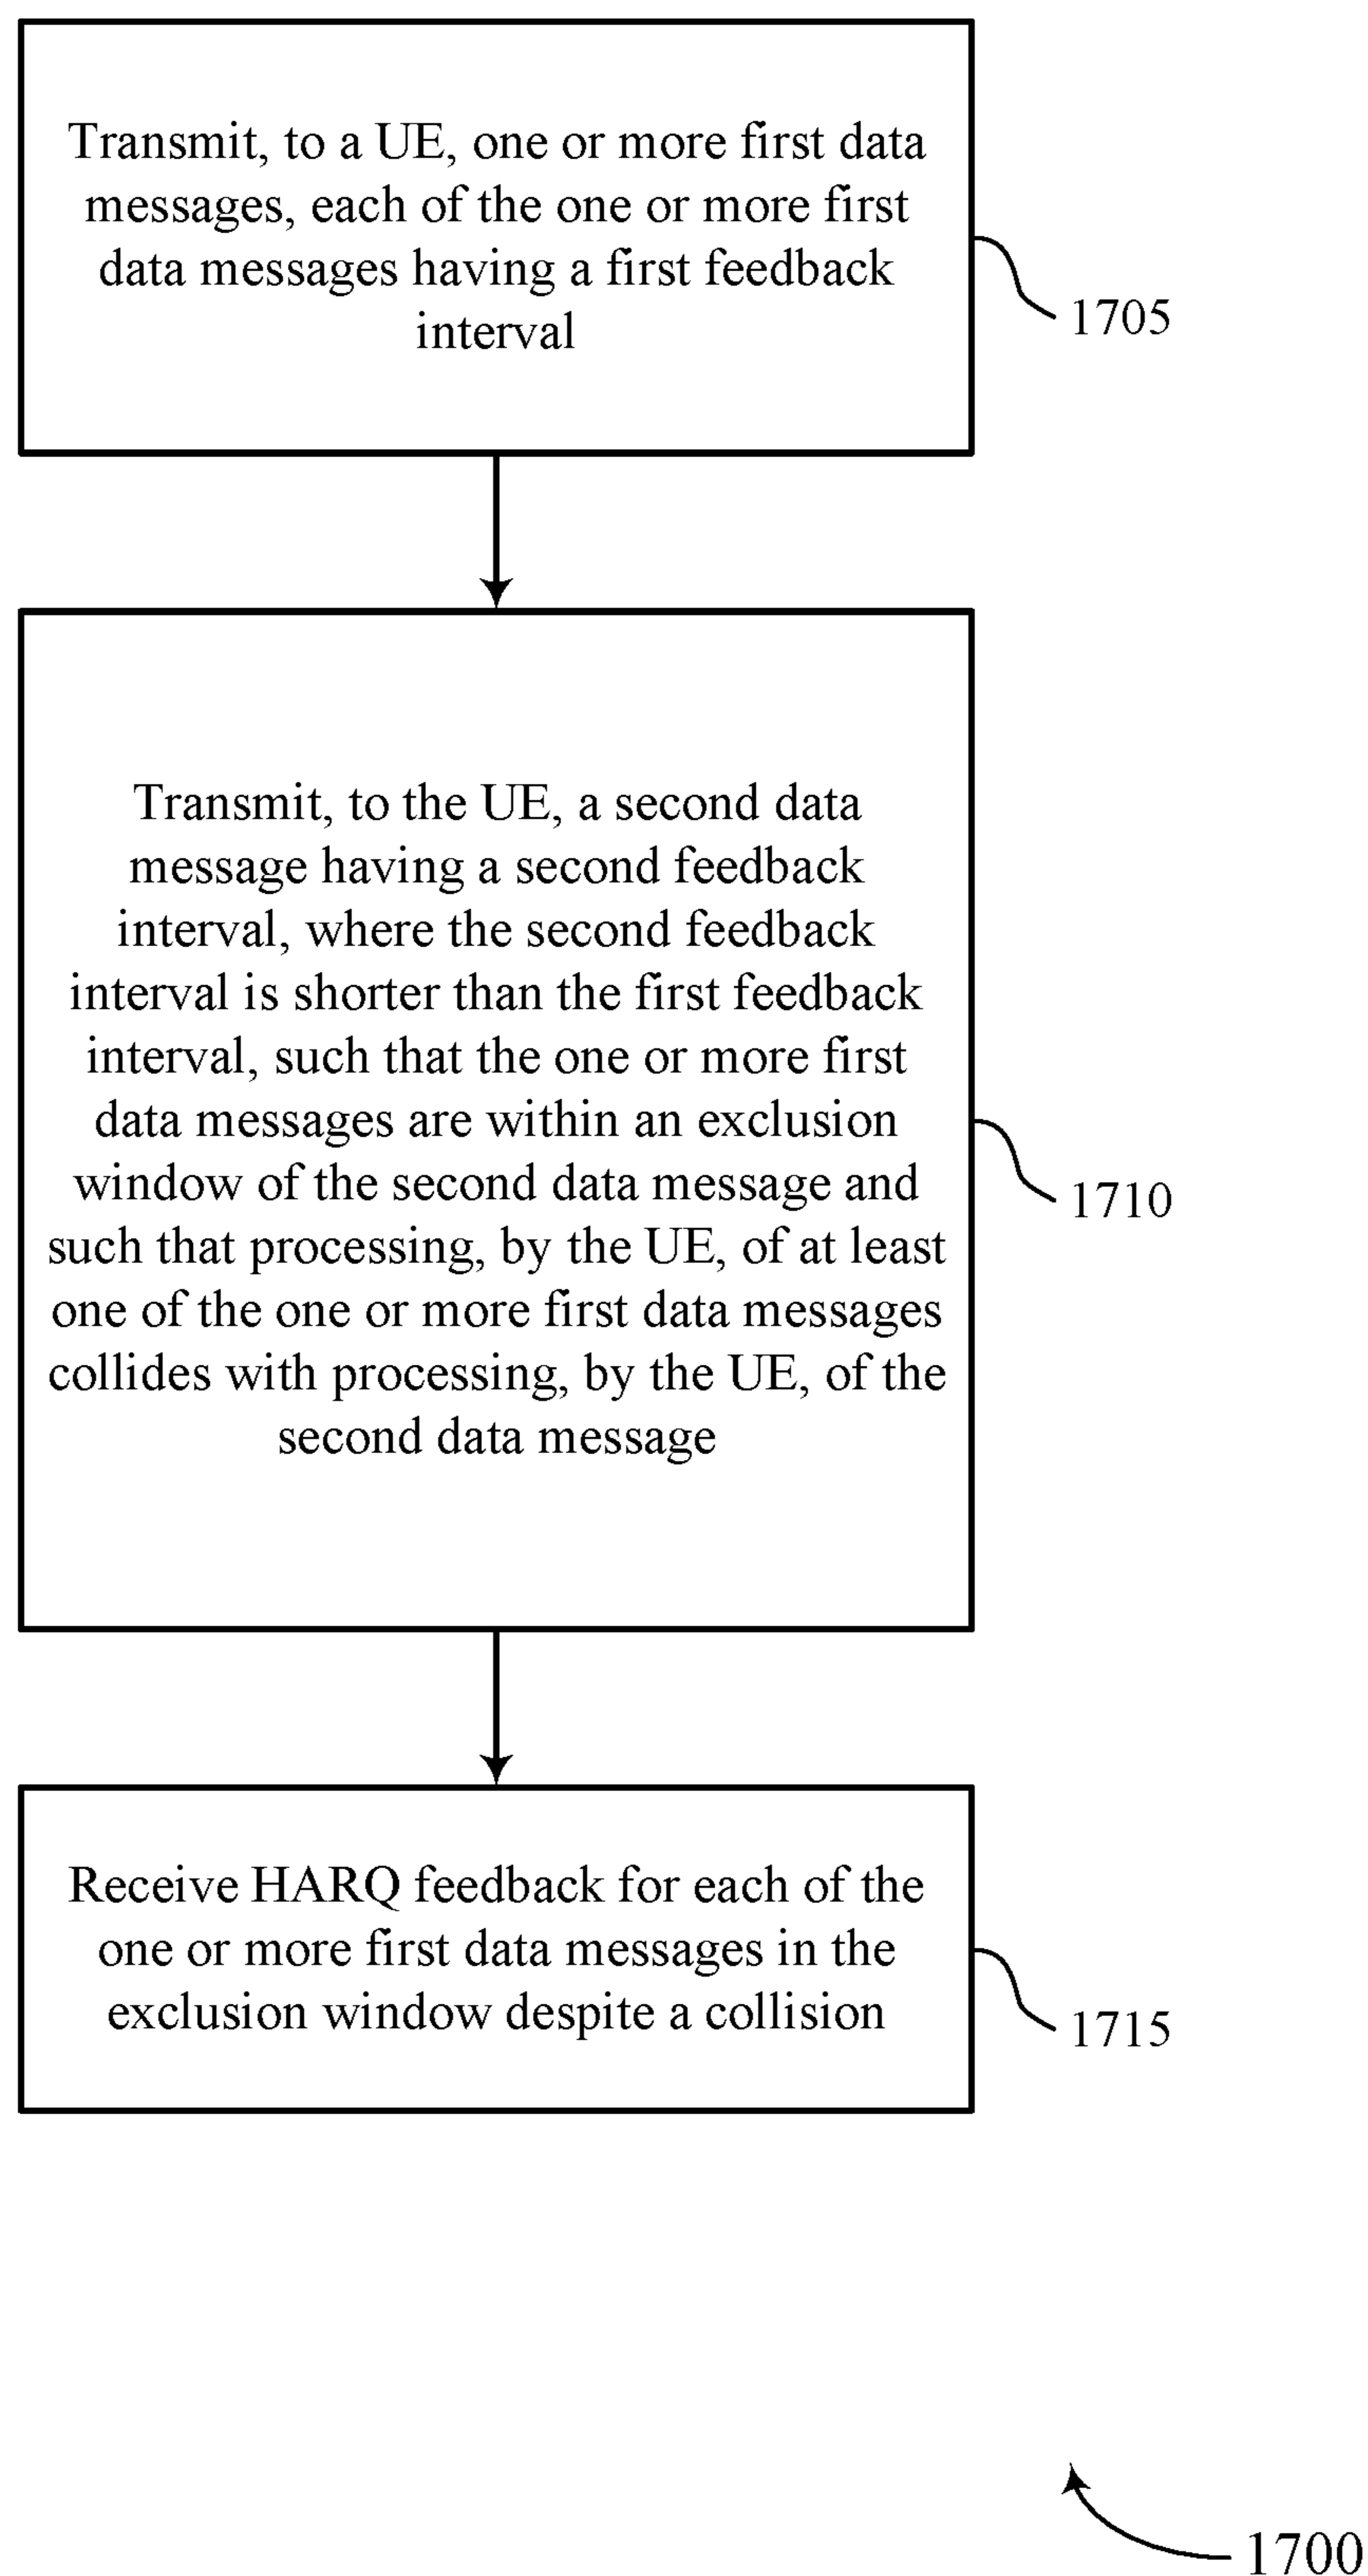 Transmit, to a UE, one or more first data
messages, each of the one or more first
data messages having a first feedback
interval
1705
Transmit, to the UE, a second data
message having a second feedback
interval, where the second feedback
interval is shorter than the first feedback
interval, such that the one or more first
data messages are within an exclusion
window of the second data message and
such that processing, by the UE, of at least
one of the one or more first data messages
collides with processing, by the UE, of the
second data message
1710
Receive HARQ feedback for each of the
one or more first data messages in the
exclusion window despite a collision
1715
1700